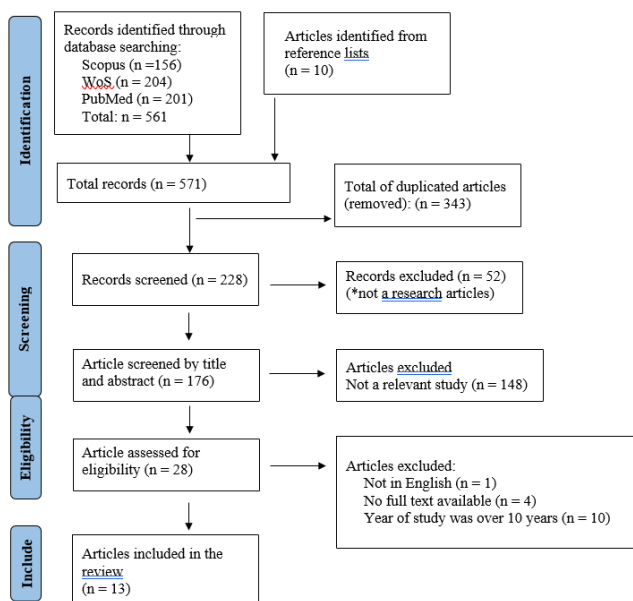 Identification
Records identified through
database searching:
Scopus (n =156)
WoS (n = 204)
PubMed (n = 201)
Total: n = 561
Articles identified from
reference lists
(n = 10)
Total records (n = 571)
Total of duplicated articles
(removed): (n = 343)
Screening
Records screened (n = 228)
Records excluded (n = 52)
(*not a research articles)
Article screened by title
and abstract (n = 176)
Articles excluded
Not a relevant study (n = 148)
Eligibility
Article assessed for
eligibility (n = 28)
Articles excluded:
Not in English (n = 1)
No full text available (n = 4)
Year of study was over 10 years (n = 10)
Include
Articles included in the
review
(n = 13)